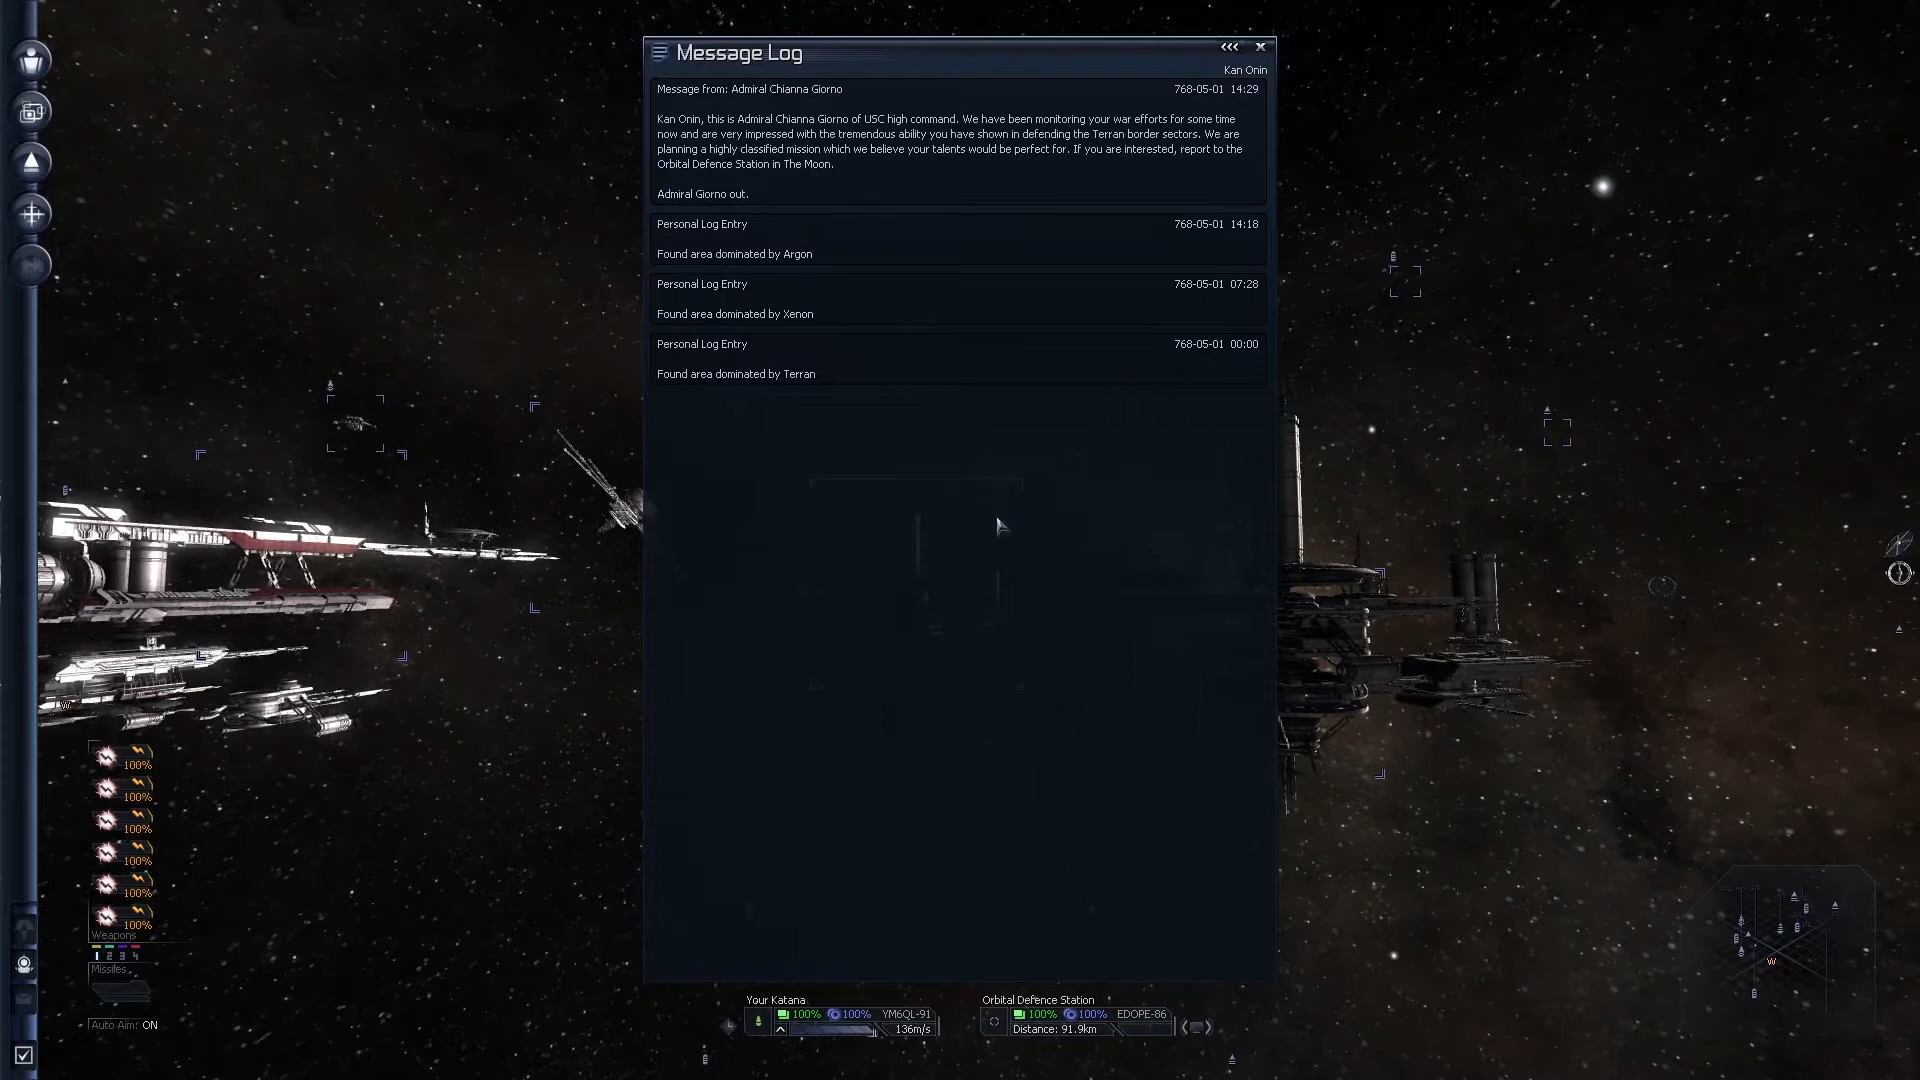 Message Log
Kan Onin
Message from: Admiral Chianna Giorno 768-05-01 14:29
Kan Onin, this is Admiral Chianna Giorno of USC high command. We have been monitoring your war efforts for some time
now and are very impressed with the tremendous ability you have shown in defending the Terran border sectors. We are
planning a highly classified mission which we believe your talents would be perfect for. If you are interested, report to the
Orbital Defence Station in The Moon.
Admiral Giorno out.
Personal Log Entry 768-05-01 14:18
Found area dominated by Argon
Personal Log Entry 768-05-01 07:28
Found area dominated by Xenon
Personal Log Entry 768-05-01 00:00
Found area dominated by Terran
W
100%
100%
100%
100%
100%
100%
Weapons
1 2 3 4
Missiles
Auto Aim: ON
Your Katana
100% 100% YM6QL-91
136m/s
Orbital Defence Station
100% 100% EDOPE-86
Distance: 91.9km
W